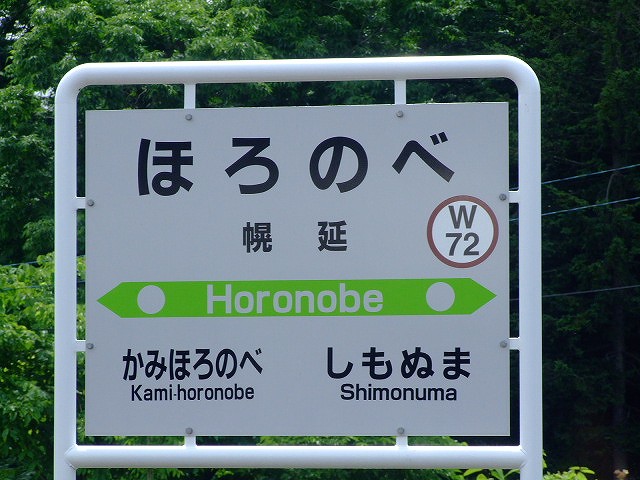 ほろのべ
幌延
W
72
Horonobe
かみほろのべ しもぬま
Kami-horonobe Shimonuma